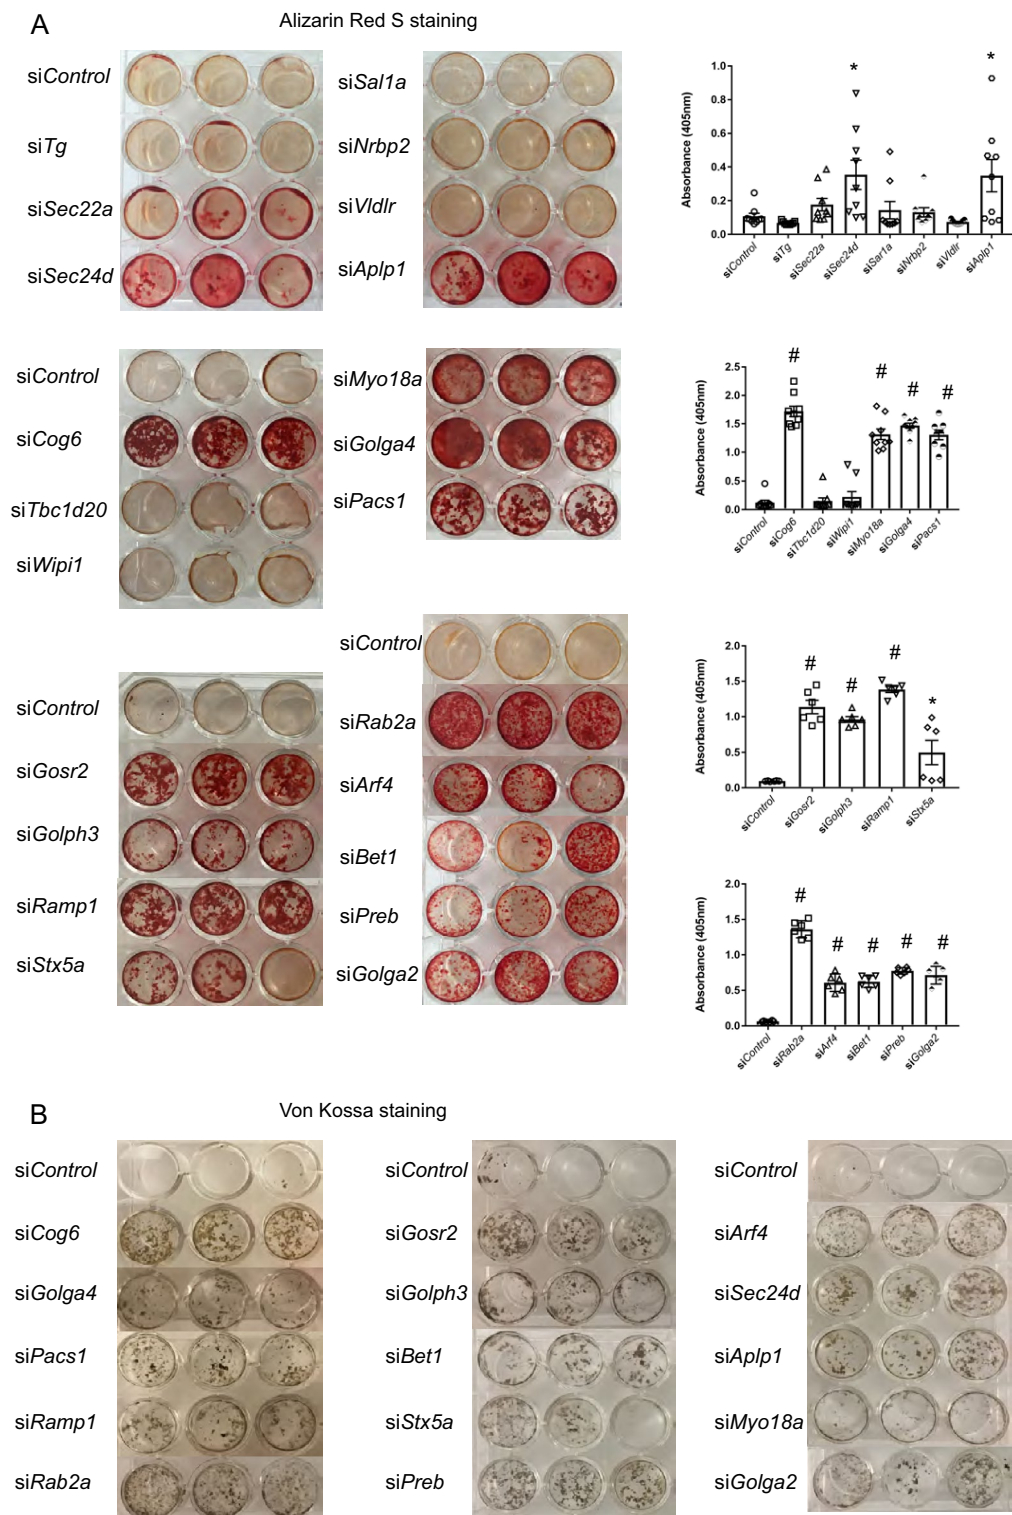 A
Alizarin Red S staining
siControl
siTg
siSec22a
siSec24d
siSal1a
siNrbp2
siVldlr
siAplp1
Absorbance (405nm)
1.0
0.8
0.6
0.4
0.2
0.0
*
*
siControl
siTg
siSec22a
siSec24d
siSar1a
siNrbp2
siVldlr
siAplp1
siControl
siCog6
siTbc1d20
siWipi1
siMyo18a
siGolga4
siPacs1
Absorbance (405nm)
2.5
2.0
1.5
1.0
0.5
0.0
#
#
#
#
siControl
siCog6
siTbc1d20
siWipi1
siMyo18a
siGolga4
siPacs1
siControl
siGosr2
siGolph3
siRamp1
siStx5a
siControl
siRab2a
siArf4
siBet1
siPreb
siGolga2
Absorbance (405nm)
2.0
1.5
1.0
0.5
0.0
#
#
#
*
siControl
siGosr2
siGolph3
siRamp1
siStx5a
Absorbance (405nm)
2.0
1.5
1.0
0.5
0.0
#
#
#
#
#
siControl
siRab2a
siArf4
siBet1
siPreb
siGolga2
B
Von Kossa staining
siControl
siCog6
siGolga4
siPacs1
siRamp1
siRab2a
siControl
siGosr2
siGolph3
siBet1
siStx5a
siPreb
siControl
siArf4
siSec24d
siAplp1
siMyo18a
siGolga2